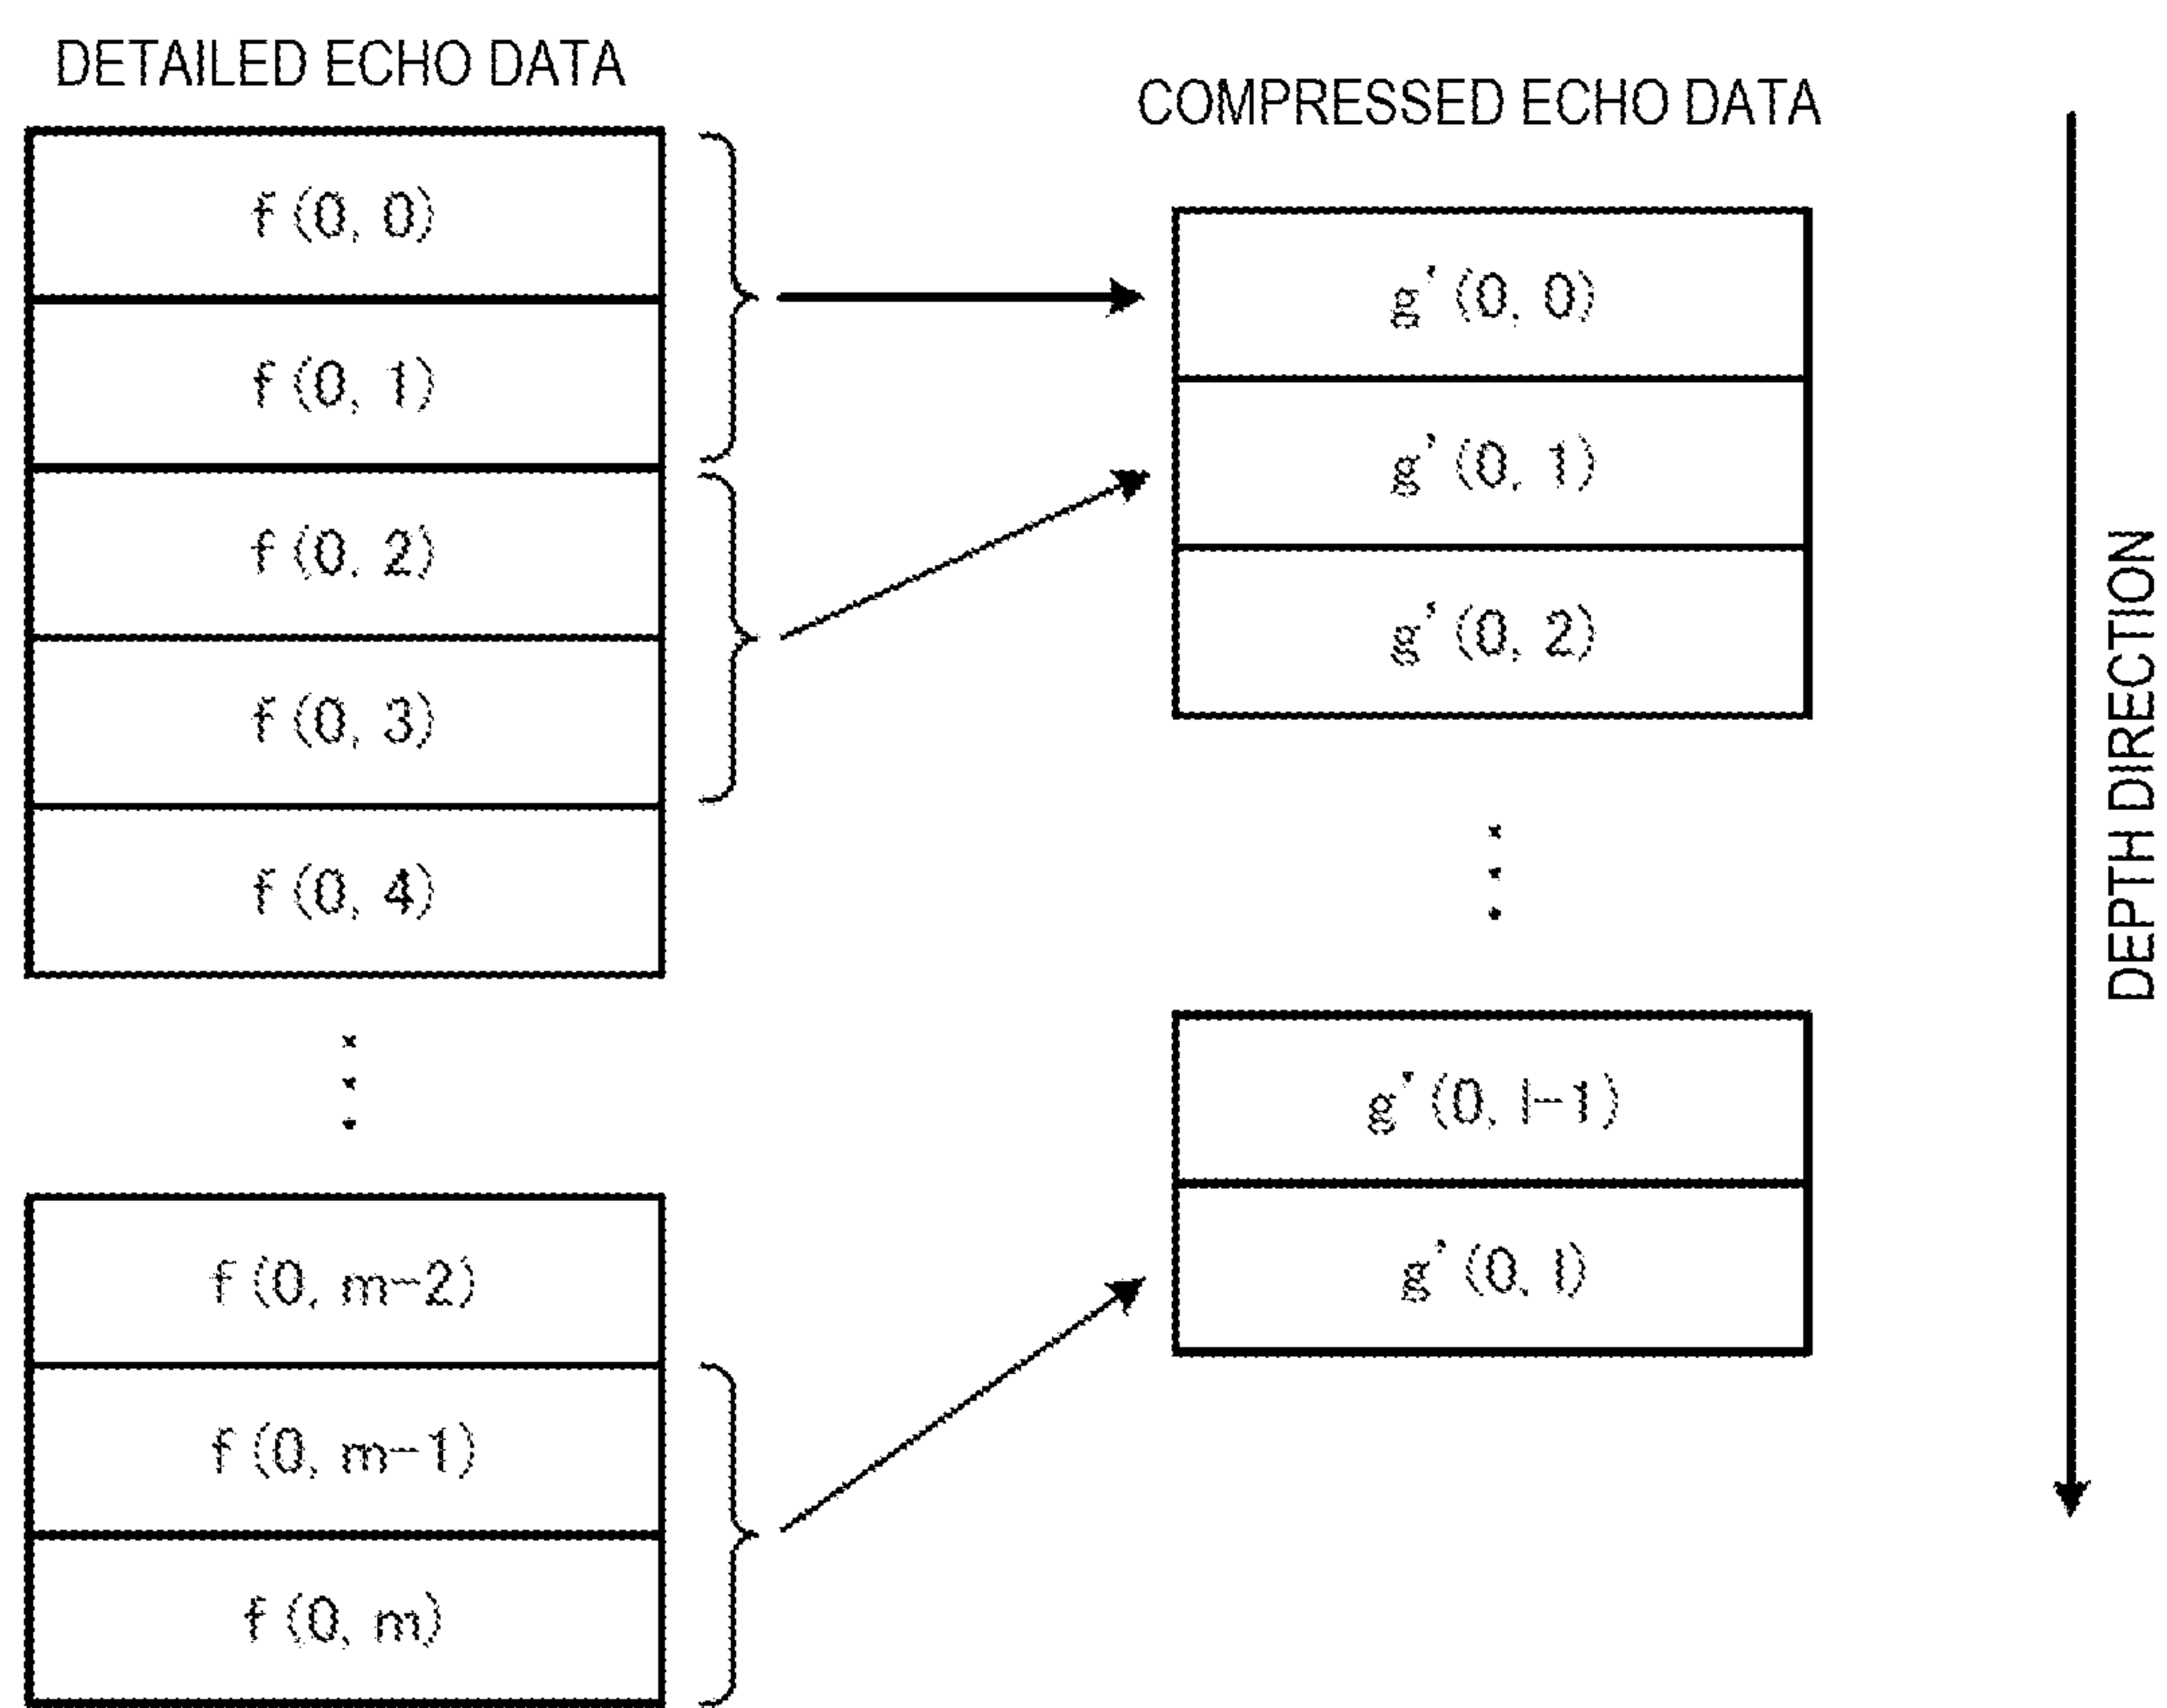 DETAILED ECHO DATA
f (0, 0)
f (0, 1)
f (0, 2)
f (0, 3)
f (0, 4)
f (0, m-2)
f (0, m-1)
f (0, m)
COMPRESSED ECHO DATA
g' (0, 0)
g' (0, 1)
g' (0, 2)
g' (0, l-1)
g' (0, l)
DEPTH DIRECTION